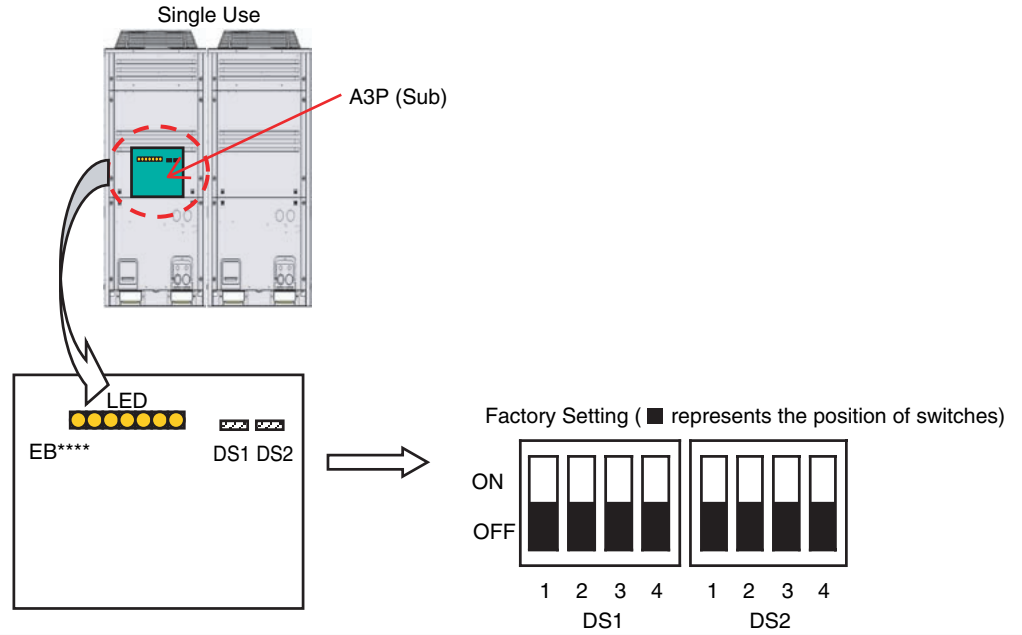 Single Use
A3P (Sub)
LED
EB****
DS1 DS2
Factory Setting ( ■ represents the position of switches)
ON
OFF
1 2 3 4 1 2 3 4
DS1 DS2